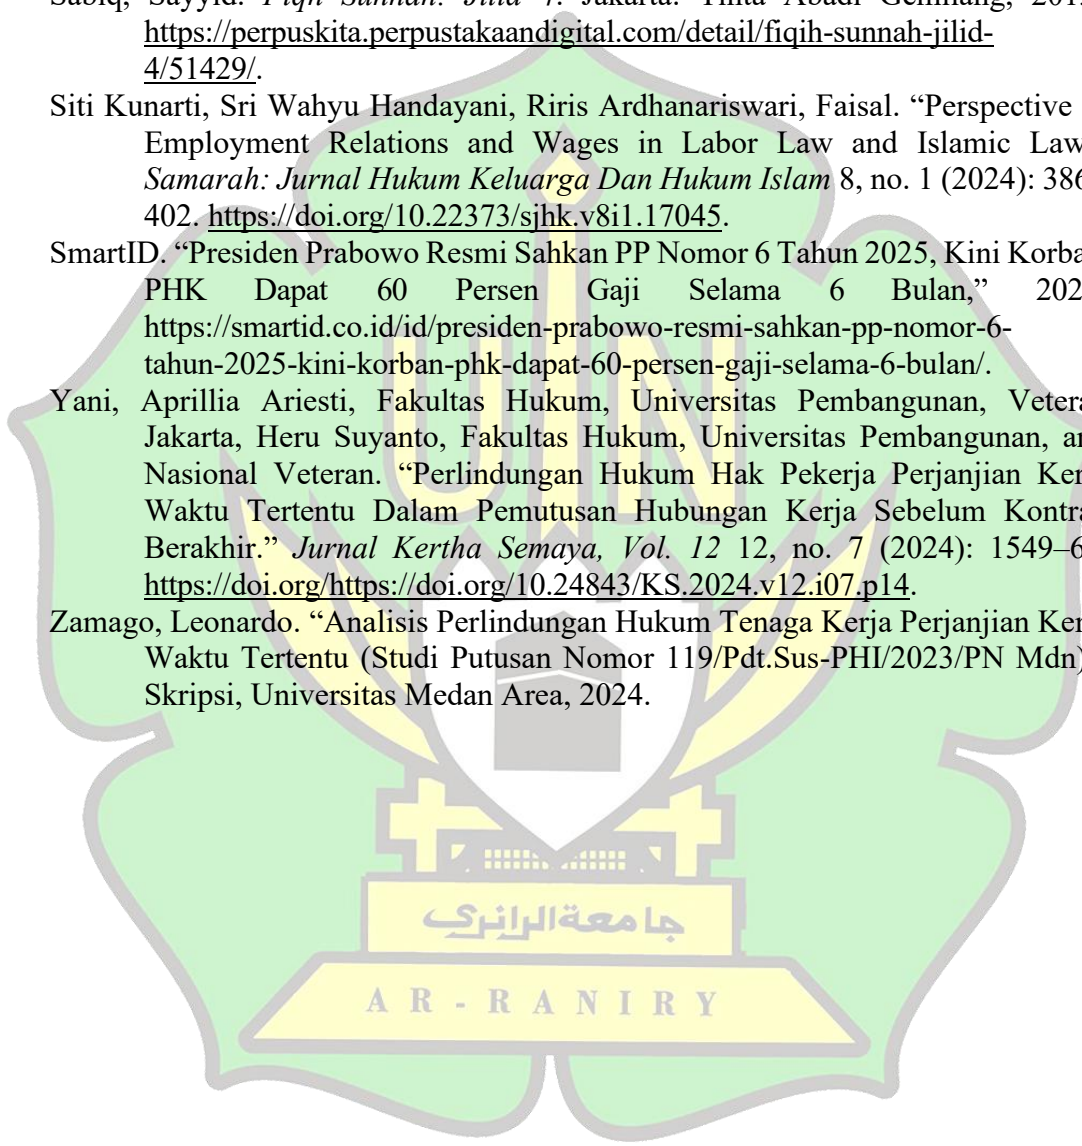 Sabiq, Sayyid. Fiqh Sunnah: Jilid 4. Jakarta: Tinta Abadi Gemilang,
https://perpuskita.perpustakaandigital.com/detail/fiqih-sunnah-jilid-
4/51429/.
Siti Kunarti, Sri Wahyu Handayani, Riris Ardhanariswari, Faisal. “Perspective
Employment Relations and Wages in Labor Law and Islamic Law
Samarah: Jurnal Hukum Keluarga Dan Hukum Islam 8, no. 1 (2024): 386
402. https://doi.org/10.22373/sjhk.v8i1.17045.
SmartID. “Presiden Prabowo Resmi Sahkan PP Nomor 6 Tahun 2025, Kini Korba
PHK Dapat 60 Persen Gaji Selama 6 Bulan,” 202
https://smartid.co.id/id/presiden-prabowo-resmi-sahkan-pp-nomor-6-
tahun-2025-kini-korban-phk-dapat-60-persen-gaji-selama-6-bulan/.
Yani, Aprillia Ariesti, Fakultas Hukum, Universitas Pembangunan, Vetera
Jakarta, Heru Suyanto, Fakultas Hukum, Universitas Pembangunan, an
Nasional Veteran. “Perlindungan Hukum Hak Pekerja Perjanjian Ker
Waktu Tertentu Dalam Pemutusan Hubungan Kerja Sebelum Kontra
Berakhir.” Jurnal Kertha Semaya, Vol. 12 12, no. 7 (2024): 1549–6
https://doi.org/https://doi.org/10.24843/KS.2024.v12.i07.p14.
Zamago, Leonardo. “Analisis Perlindungan Hukum Tenaga Kerja Perjanjian Ker
Waktu Tertentu (Studi Putusan Nomor 119/Pdt.Sus-PHI/2023/PN Mdn)
Skripsi, Universitas Medan Area, 2024.
UIN
جامعةالرانري
AR-RANIRY